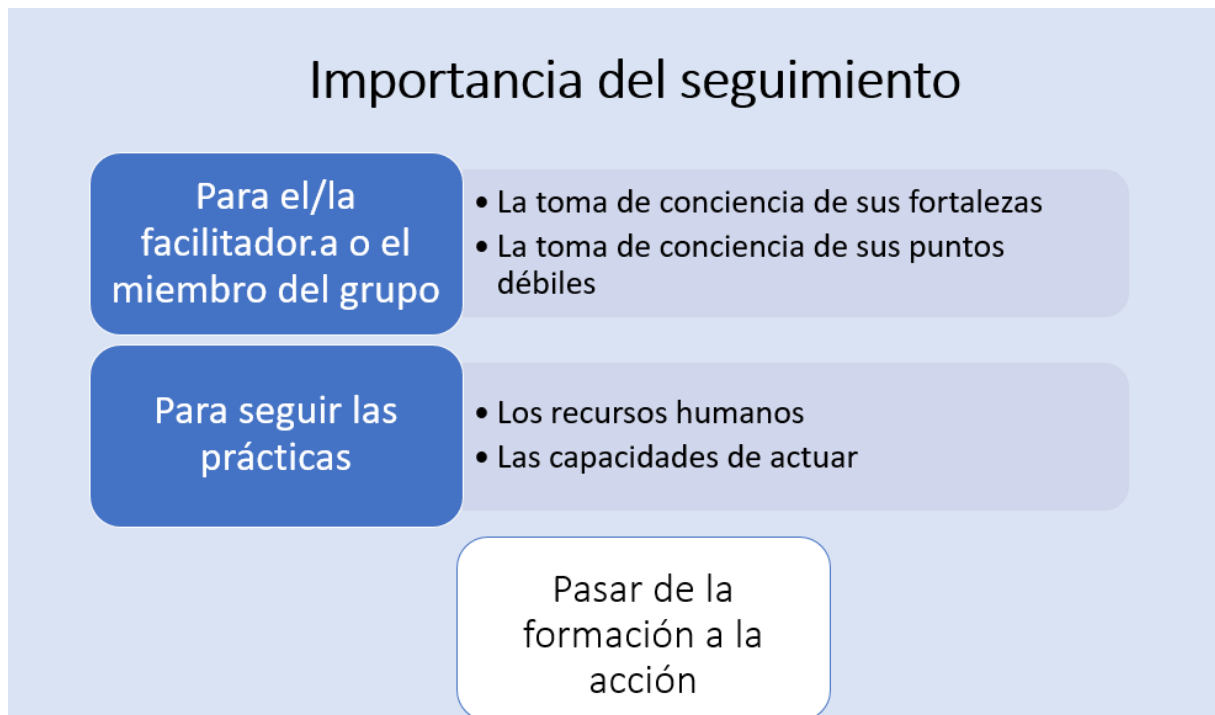 Importancia del seguimiento
Para el/la
facilitador.a o el
miembro del grupo
• La toma de conciencia de sus fortalezas
• La toma de conciencia de sus puntos
débiles
Para seguir las
prácticas
• Los recursos humanos
• Las capacidades de actuar
Pasar de la
formación a la
acción